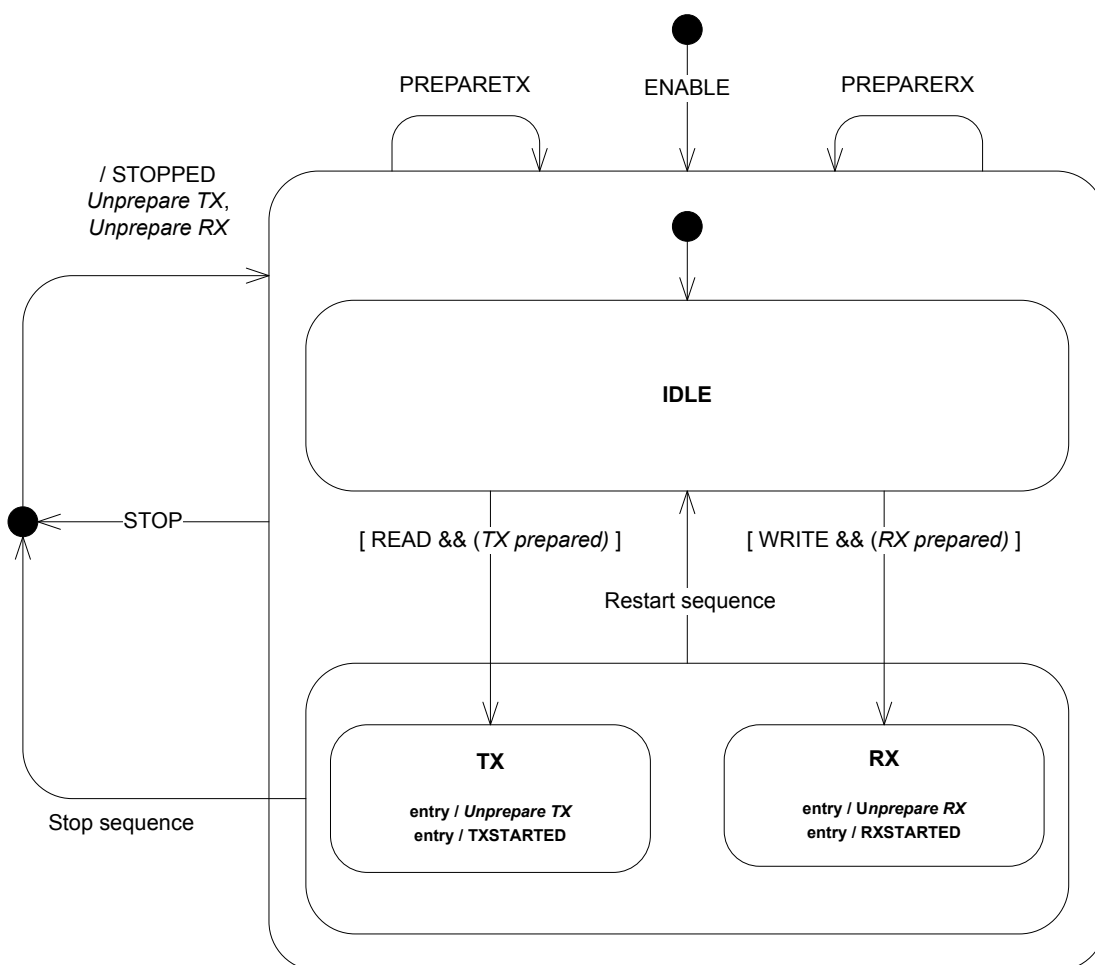 PREPARETX
ENABLE
PREPARERX
/ STOPPED
Unprepare TX,
Unprepare RX
IDLE
STOP
[ READ && (TX prepared) ]
[ WRITE && (RX prepared) ]
Restart sequence
TX
entry / Unprepare TX
entry / TXSTARTED
RX
entry / Unprepare RX
entry / RXSTARTED
Stop sequence